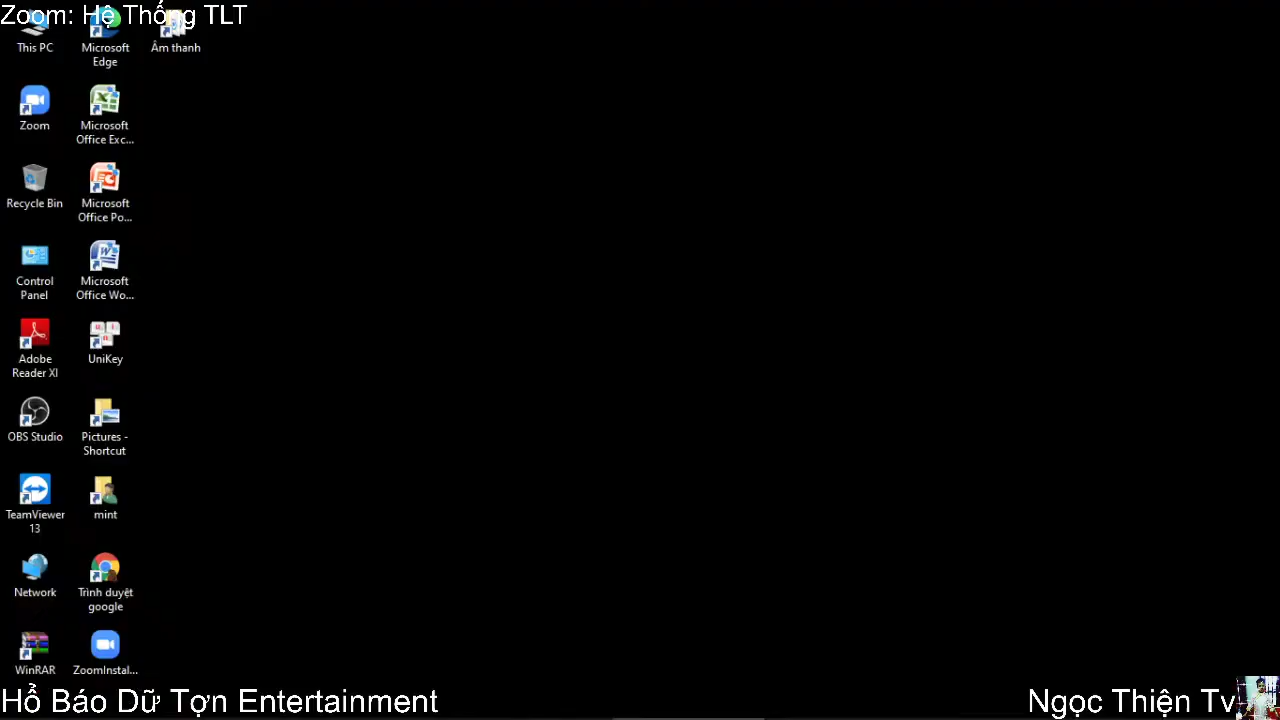 Zoom: Hệ Thống TLT
This PC
Microsoft
Edge
Âm thanh
Zoom
Microsoft
Office Exc...
Recycle Bin
Microsoft
Office Po...
Control
Panel
Microsoft
Office Wo...
Adobe
Reader XI
UniKey
OBS Studio
Pictures -
Shortcut
TeamViewer
13
mint
Network
Trình duyệt
google
WinRAR
ZoomInstal...
Hổ Báo Dữ Tợn Entertainment
Ngọc Thiện Tv